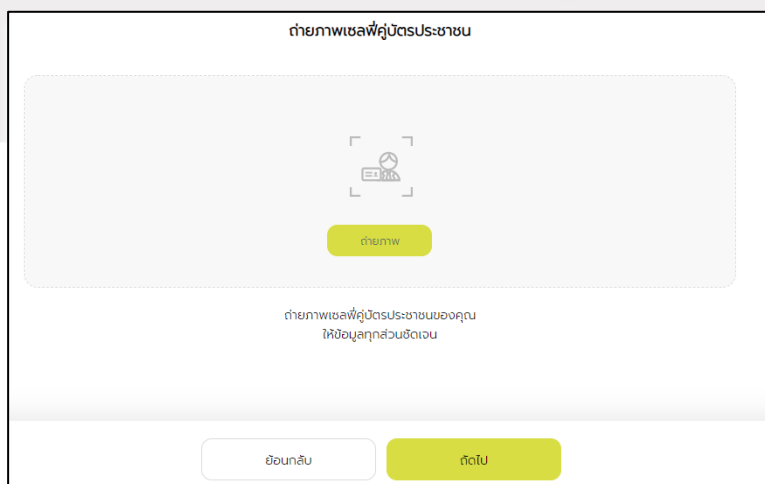 ถ่ายภาพเซลฟี่คู่บัตรประชาชน
ถ่ายภาพ
ถ่ายภาพเซลฟี่คู่บัตรประชาชนของคุณ
ให้ข้อมูลทุกส่วนชัดเจน
ย้อนกลับ
ถัดไป